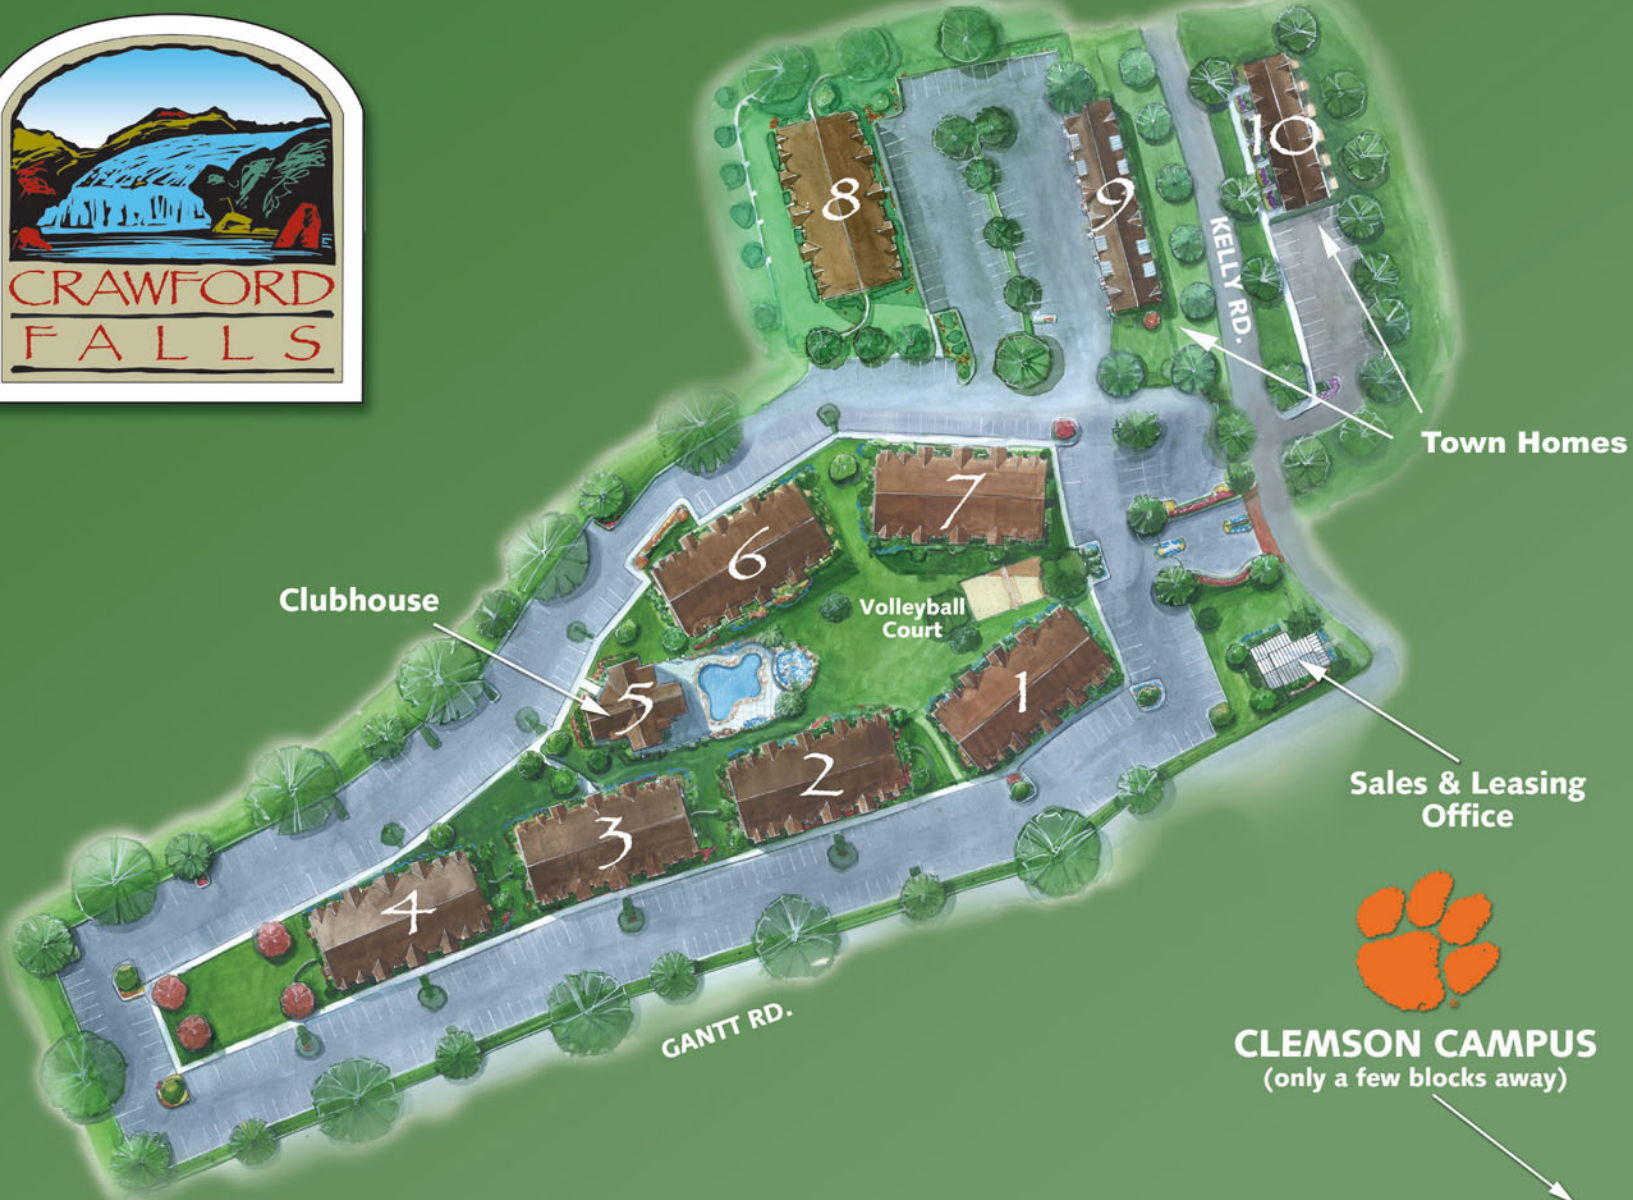 CRAWFORD
FALLS
8
9
10
KELLY RD.
Town Homes
7
6
Clubhouse
Volleyball
Court
5
1
2
Sales & Leasing
Office
3
4
GANTT RD.
CLEMSON CAMPUS
(only a few blocks away)